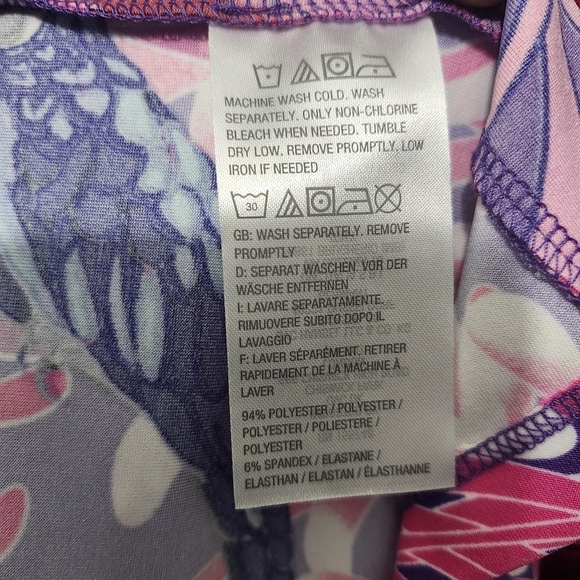 MACHINE WASH COLD. WASH
SEPARATELY. ONLY NON-CHLORINE
BLEACH WHEN NEEDED. TUMBLE
DRY LOW. REMOVE PROMPTLY. LOW
IRON IF NEEDED
30
GB: WASH SEPARATELY. REMOVE
PROMPTLY
D: SEPARAT WASCHEN. VOR DER
WÄSCHE ENTFERNEN
I: LAVARE SEPARATAMENTE.
RIMUOVERE SUBITO DOPO IL
LAVAGGIO
F: LAVER SÉPARÉMENT. RETIRER
RAPIDEMENT DE LA MACHINE À
LAVER
94% POLYESTER / POLYESTER /
POLYESTER / POLIESTERE /
POLYESTER
6% SPANDEX / ELASTANE /
ELASTHAN / ELASTAN / ÉLASTHANNE